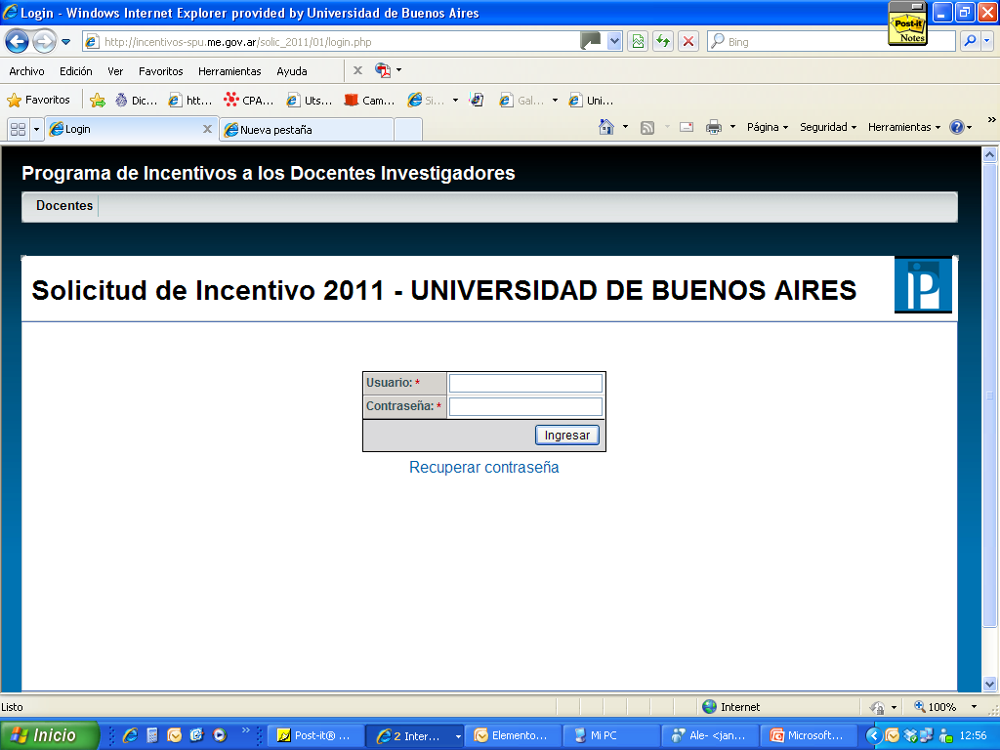 Login - Windows Internet Explorer provided by Universidad de Buenos Aires
Post-it
Notes
http://incentivos-spu.me.gov.ar/solic_2011/01/login.php
Bing
Archivo Edición Ver Favoritos Herramientas Ayuda
Favoritos Dic... htt... CPA... Uts... Cam... S... Gal... Uni...
Login Nueva pestaña
Página Seguridad Herramientas
Programa de Incentivos a los Docentes Investigadores
Docentes
Solicitud de Incentivo 2011 - UNIVERSIDAD DE BUENOS AIRES
Usuario: *
Contraseña: *
Ingresar
Recuperar contraseña
Listo Internet 100%
Inicio Post-it® ... 2 Inter... Elemento... Mi PC Ale- <jan... Microsoft... 12:56